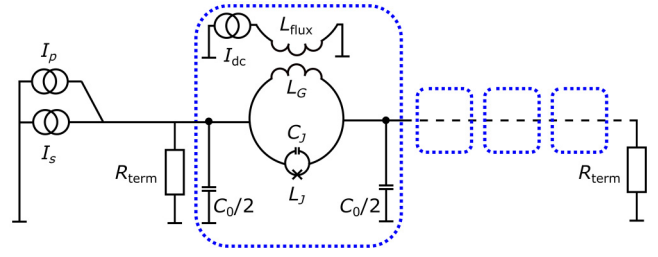 L_flux
I_dc
I_p
L_G
C_J
I_s
R_term
L_J
R_term
C_0/2
C_0/2